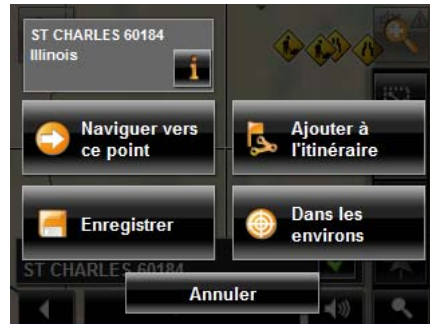 ST CHARLES 60184
Illinois
i
Naviguer vers
ce point
Ajouter à
l'itinéraire
Enregistrer
Dans les
environs
ST CHARLES 60184
Annuler